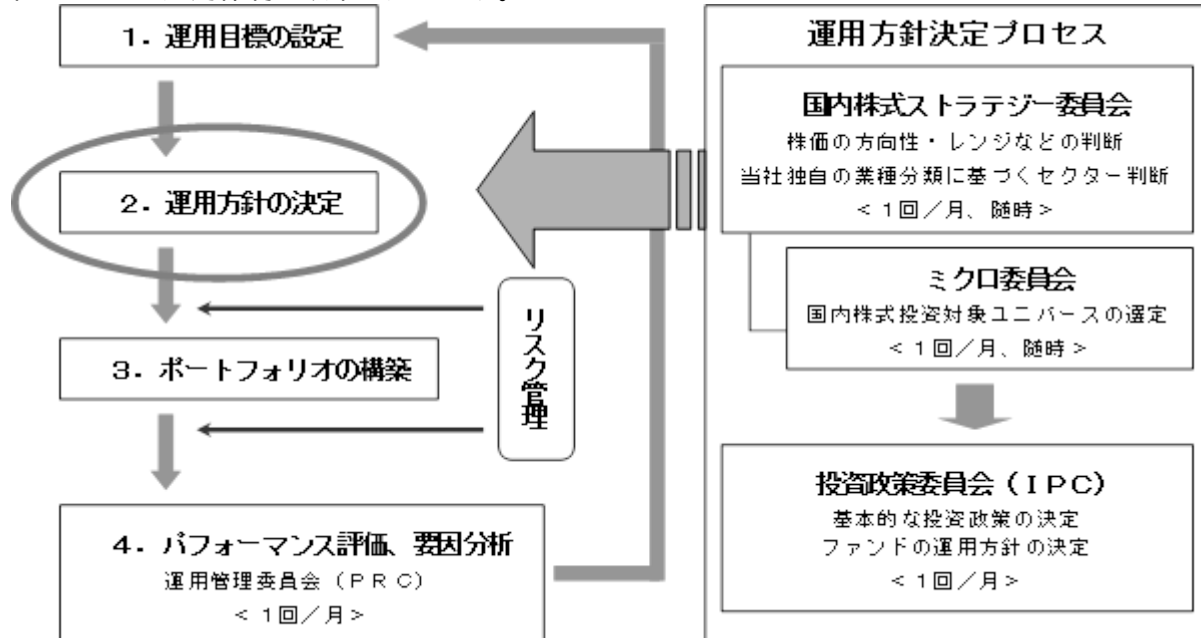 1．運用目標の設定
2．運用方針の決定
3．ポートフォリオの構築
4．パフォーマンス評価、要因分析
運用管理委員会（ＰＲＣ）
＜１回／月＞
リスク管理
運用方針決定プロセス
国内株式ストラテジー委員会
株価の方向性・レンジなどの判断
当社独自の業種分類に基づくセクター判断
＜１回／月、随時＞
ミクロ委員会
国内株式投資対象ユニバースの選定
＜１回／月、随時＞
投資政策委員会（ＩＰＣ）
基本的な投資政策の決定
ファンドの運用方針の決定
＜１回／月＞